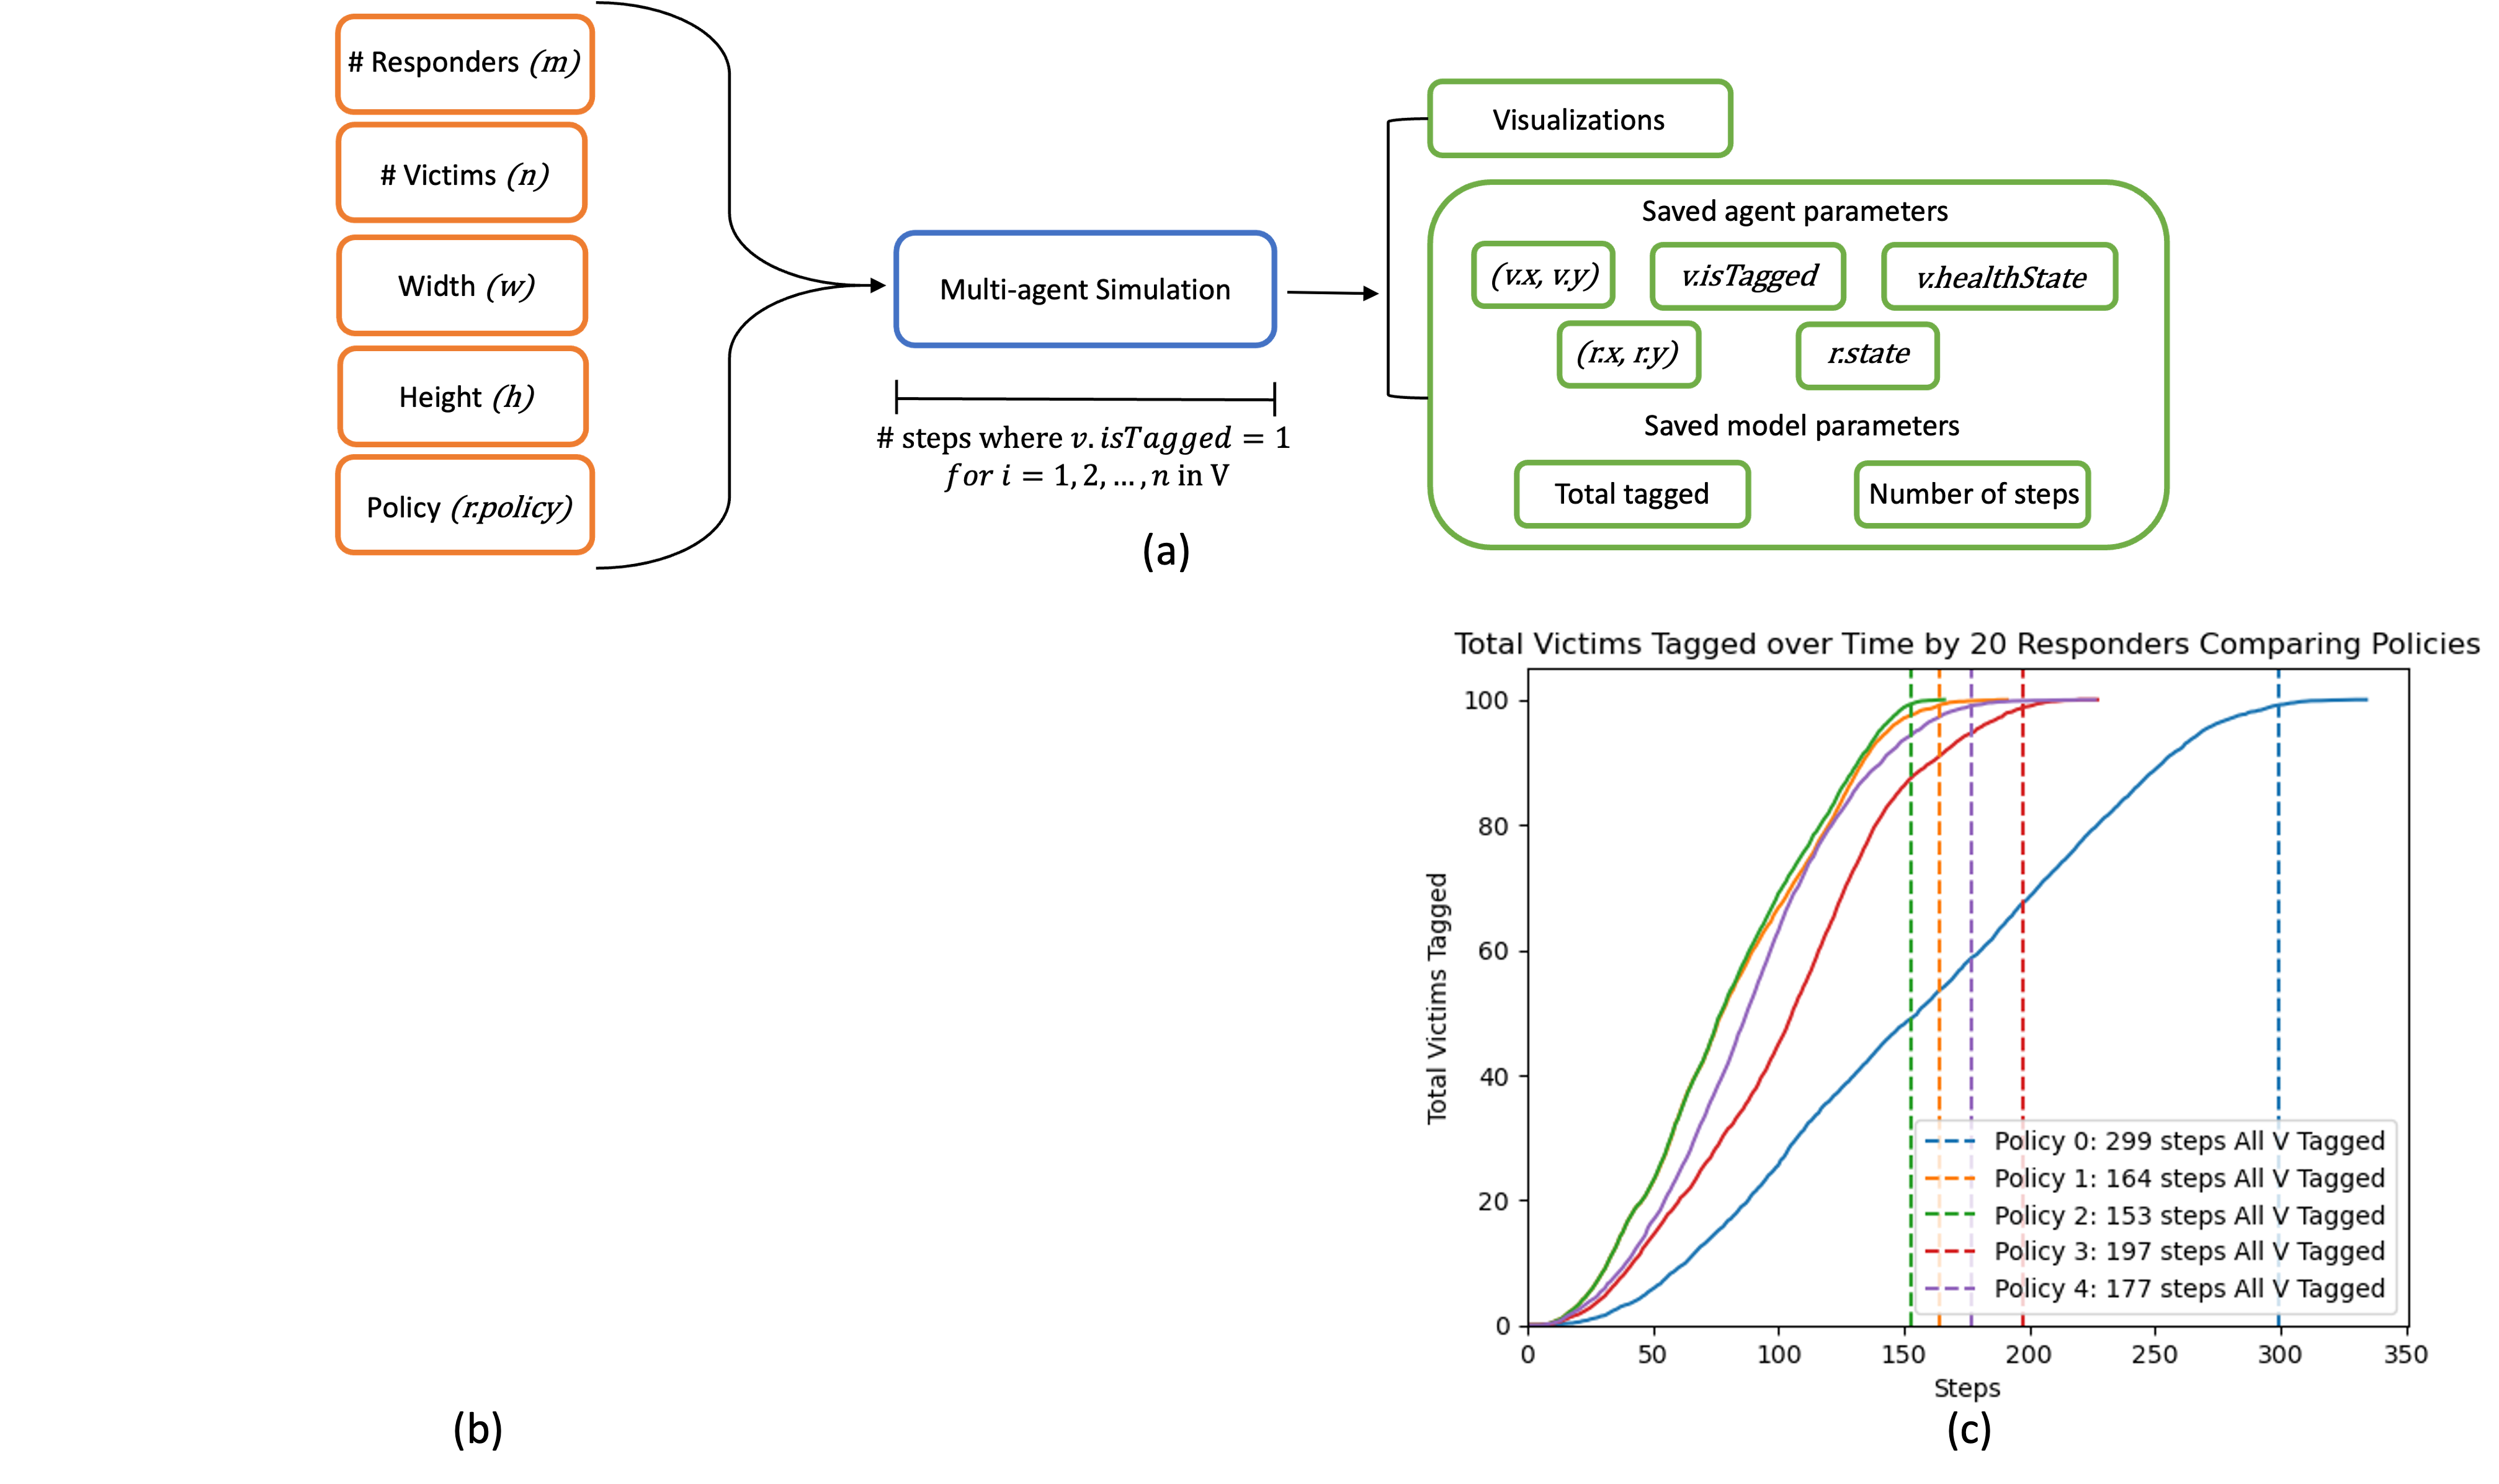 # Responders (m)
# Victims (n)
Width (w)
Height (h)
Policy (r.policy)
Multi-agent Simulation
# steps where v.isTagged = 1
for i = 1, 2, ..., n in V
Visualizations
Saved agent parameters
(v.x, v.y)
v.isTagged
v.healthState
(r.x, r.y)
r.state
Saved model parameters
Total tagged
Number of steps
(a)
(b)
Total Victims Tagged over Time by 20 Responders Comparing Policies
Total Victims Tagged
100
80
60
40
20
0
Policy 0: 299 steps All V Tagged
Policy 1: 164 steps All V Tagged
Policy 2: 153 steps All V Tagged
Policy 3: 197 steps All V Tagged
Policy 4: 177 steps All V Tagged
0 50 100 150 200 250 300 350
Steps
(c)